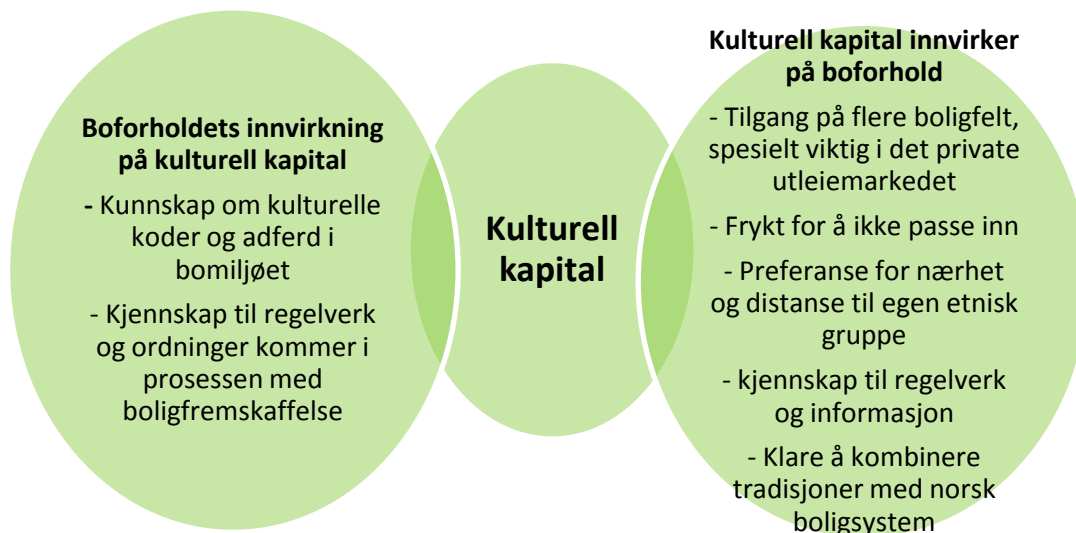 Boforholdets innvirkning
på kulturell kapital
- Kunnskap om kulturelle
koder og adferd i
bomiljøet
- Kjennskap til regelverk
og ordninger kommer i
prosessen med
boligfremskaffelse
Kulturell
kapital
Kulturell kapital innvirker
på boforhold
- Tilgang på flere boligfelt,
spesielt viktig i det private
utleiemarkedet
- Frykt for å ikke passe inn
- Preferanse for nærhet
og distanse til egen etnisk
gruppe
- kjennskap til regelverk
og informasjon
- Klare å kombinere
tradisjoner med norsk
boligsystem